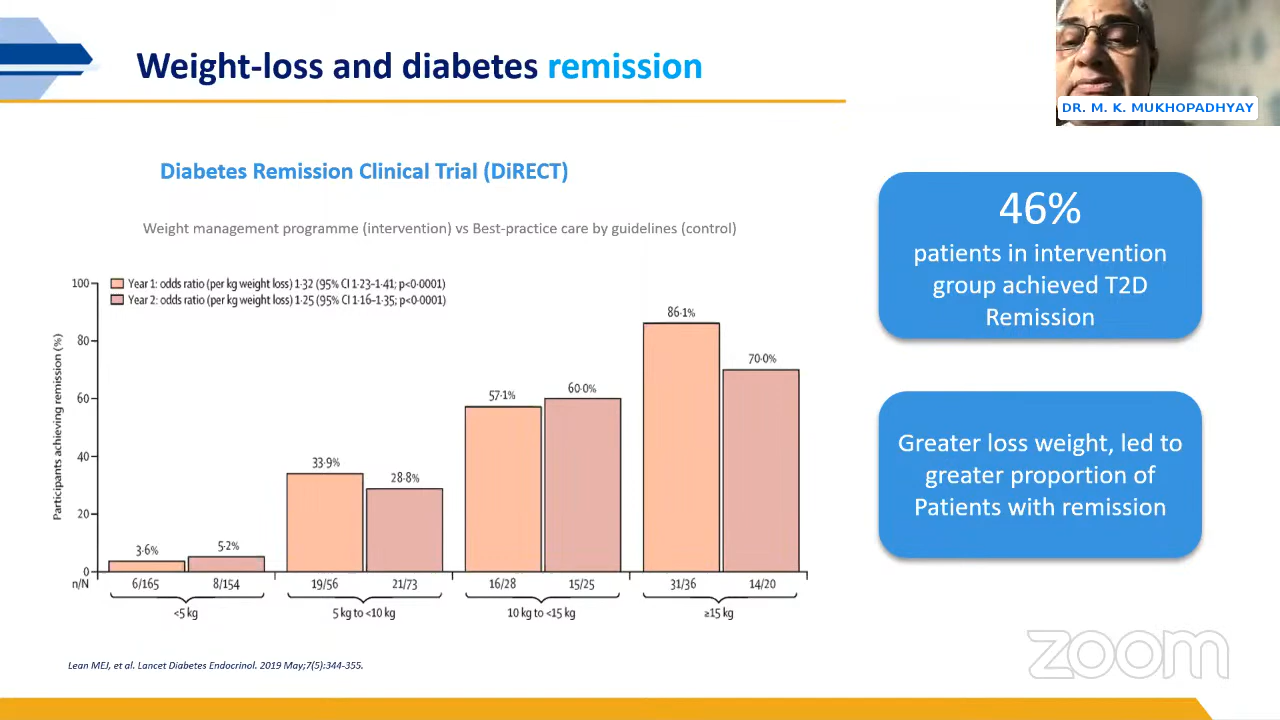 Weight-loss and diabetes remission
DR. M. K. MUKHOPADHYAY
Diabetes Remission Clinical Trial (DiRECT)
Weight management programme (intervention) vs Best-practice care by guidelines (control)
Year 1: odds ratio (per kg weight loss) 1·32 (95% CI 1·23–1·41; p<0·0001)
Year 2: odds ratio (per kg weight loss) 1·25 (95% CI 1·16–1·35; p<0·0001)
Participants achieving remission (%)
100
80
60
40
20
0
3·6%
5·2%
33·9%
28·8%
57·1%
60·0%
86·1%
70·0%
n/N 6/165 8/154 19/56 21/73 16/28 15/25 31/36 14/20
<5 kg 5 kg to <10 kg 10 kg to <15 kg ≥15 kg
46%
patients in intervention
group achieved T2D
Remission
Greater loss weight, led to
greater proportion of
Patients with remission
Lean MEJ, et al. Lancet Diabetes Endocrinol. 2019 May;7(5):344-355.
zoom